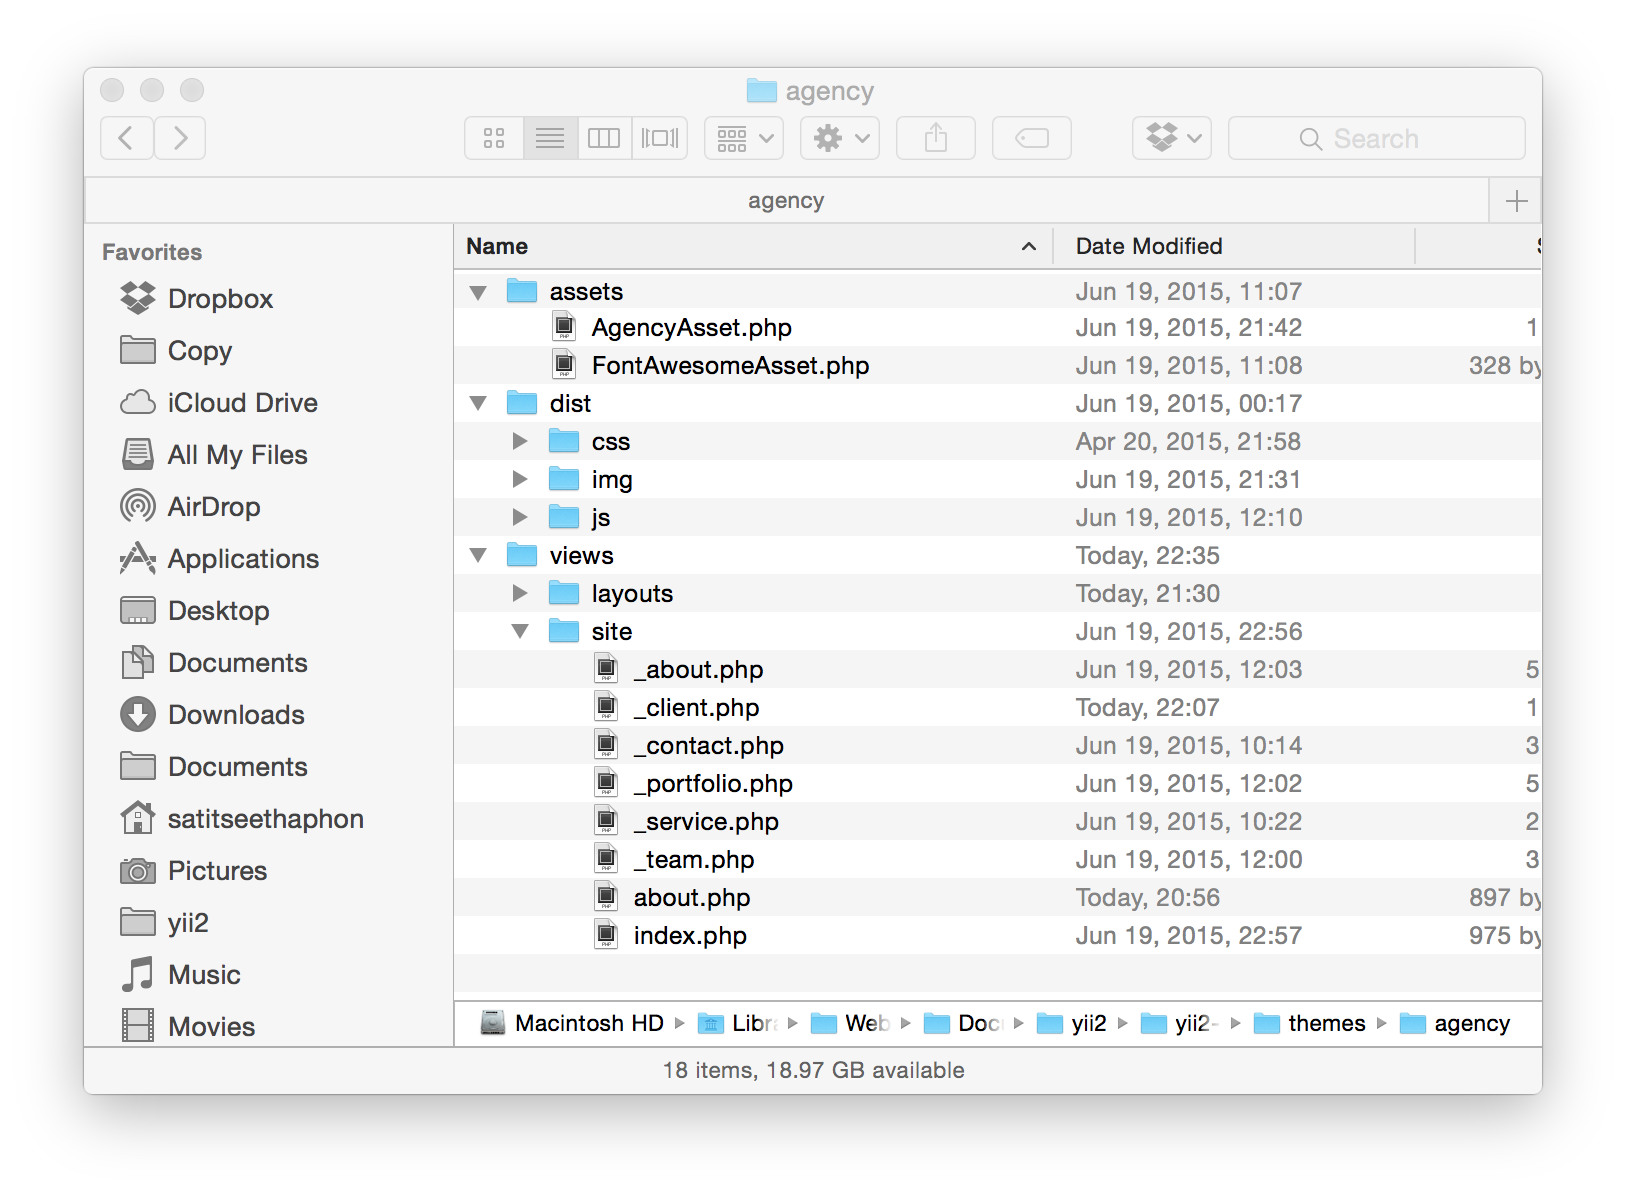 agency
Search
agency
Favorites
Dropbox
Copy
iCloud Drive
All My Files
AirDrop
Applications
Desktop
Documents
Downloads
Documents
satitseethaphon
Pictures
yii2
Music
Movies
Name Date Modified
assets Jun 19, 2015, 11:07
AgencyAsset.php Jun 19, 2015, 21:42 1
FontAwesomeAsset.php Jun 19, 2015, 11:08 328 by
dist Jun 19, 2015, 00:17
css Apr 20, 2015, 21:58
img Jun 19, 2015, 21:31
js Jun 19, 2015, 12:10
views Today, 22:35
layouts Today, 21:30
site Jun 19, 2015, 22:56
_about.php Jun 19, 2015, 12:03 5
_client.php Today, 22:07 1
_contact.php Jun 19, 2015, 10:14 3
_portfolio.php Jun 19, 2015, 12:02 5
_service.php Jun 19, 2015, 10:22 2
_team.php Jun 19, 2015, 12:00 3
about.php Today, 20:56 897 by
index.php Jun 19, 2015, 22:57 975 by
Macintosh HD Libr Web Doc yii2 yii2- themes agency
18 items, 18.97 GB available